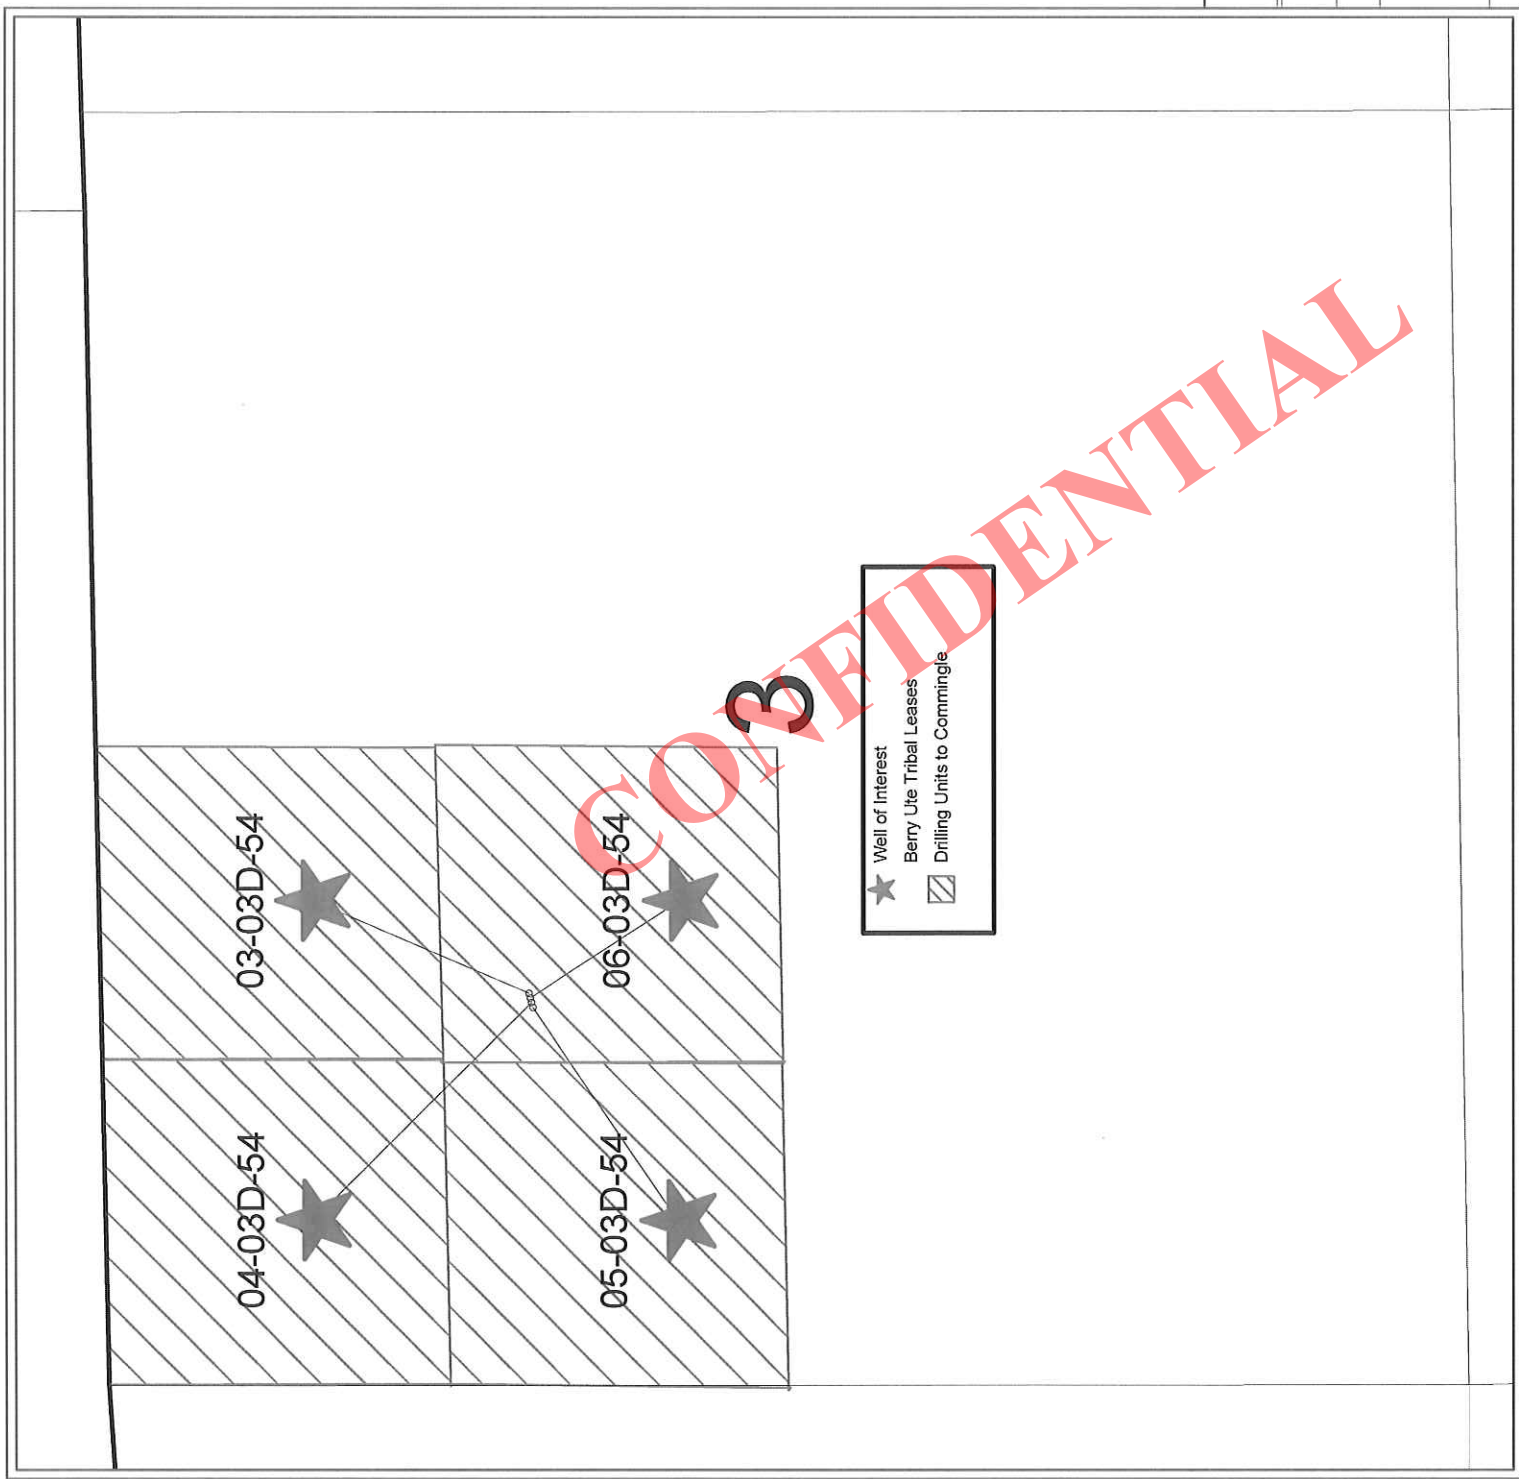 04-03D-54
03-03D-54
05-03D-54
06-03D-54
3
Well of Interest
Berry Ute Tribal Leases
Drilling Units to Commingle
CONFIDENTIAL